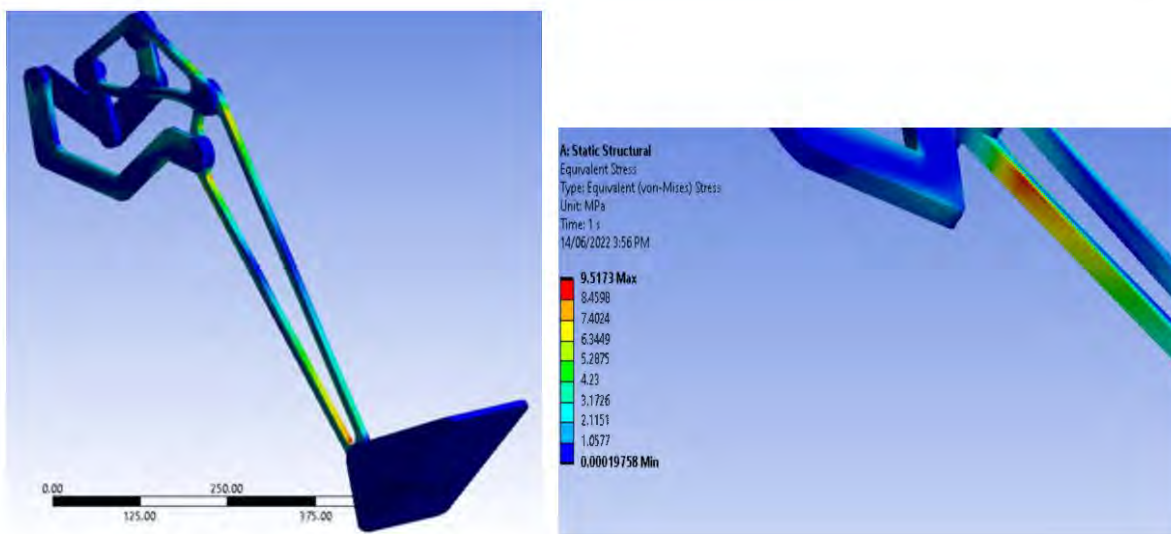 0.00
250.00
125.00
375.00
A: Static Structural
Equivalent Stress
Type: Equivalent (von-Mises) Stress
Unit: MPa
Time: 1 s
14/06/2022 3:56 PM
9.5173 Max
8.4598
7.4024
6.3449
5.2875
4.23
3.1726
2.1151
1.0577
0.00019758 Min